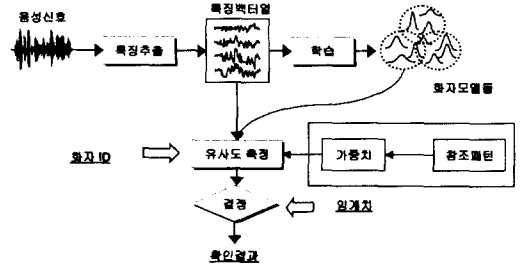 음성신호
특징벡터열
특징추출
학습
화자모델들
화자 ID
유사도 측정
가중치
참조패턴
결정
임계치
확인결과